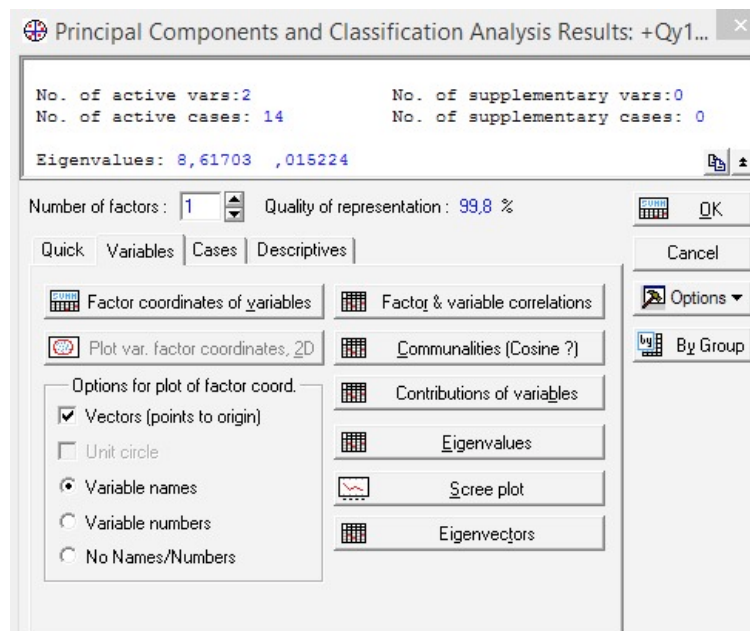 Principal Components and Classification Analysis Results: +Qy1...
No. of active vars:2 No. of supplementary vars:0
No. of active cases: 14 No. of supplementary cases: 0
Eigenvalues: 8,61703 ,015224
Number of factors : 1 Quality of representation : 99,8 %
OK
Quick Variables Cases Descriptives
Cancel
Factor coordinates of variables
Factor & variable correlations
Options
Plot var. factor coordinates, 2D
Communalities (Cosine ?)
By Group
Options for plot of factor coord.
Contributions of variables
Vectors (points to origin)
Unit circle
Eigenvalues
Variable names
Scree plot
Variable numbers
Eigenvectors
No Names/Numbers